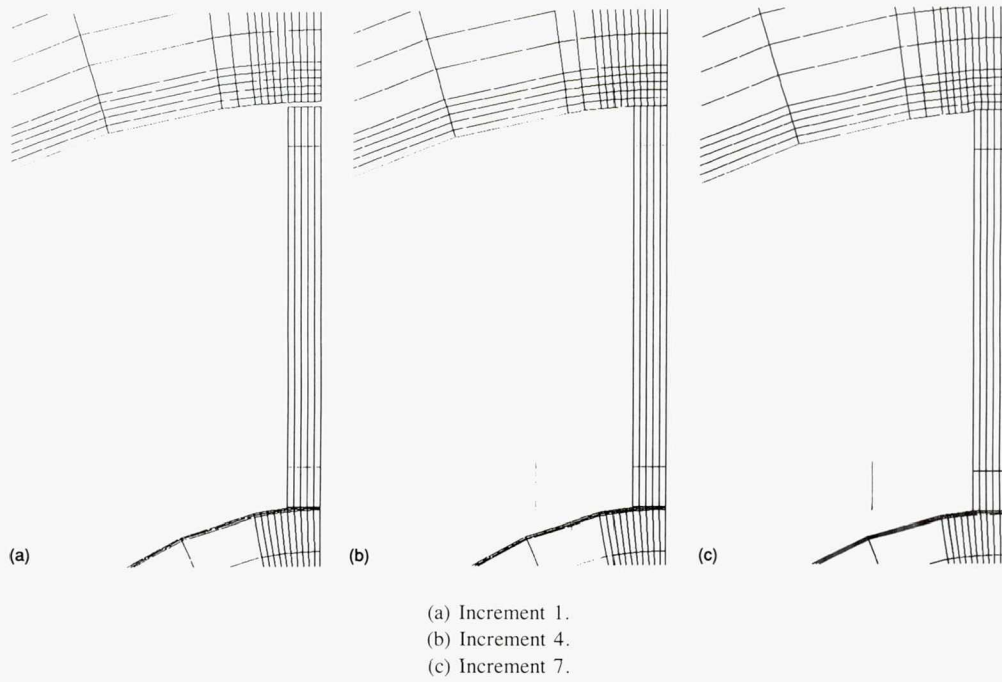 (a)
(b)
(c)
(a) Increment 1.
(b) Increment 4.
(c) Increment 7.